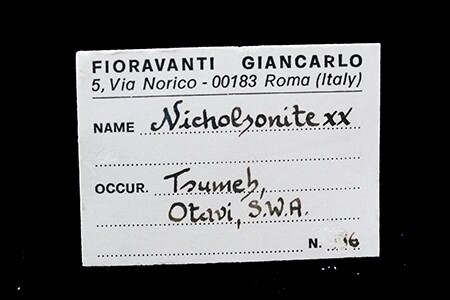 FIORAVANTI GIANCARLO
5, Via Norico - 00183 Roma (Italy)
NAME Nicholsonite xx
OCCUR. Tsumeb,
Otavi, S.W.A.
N.